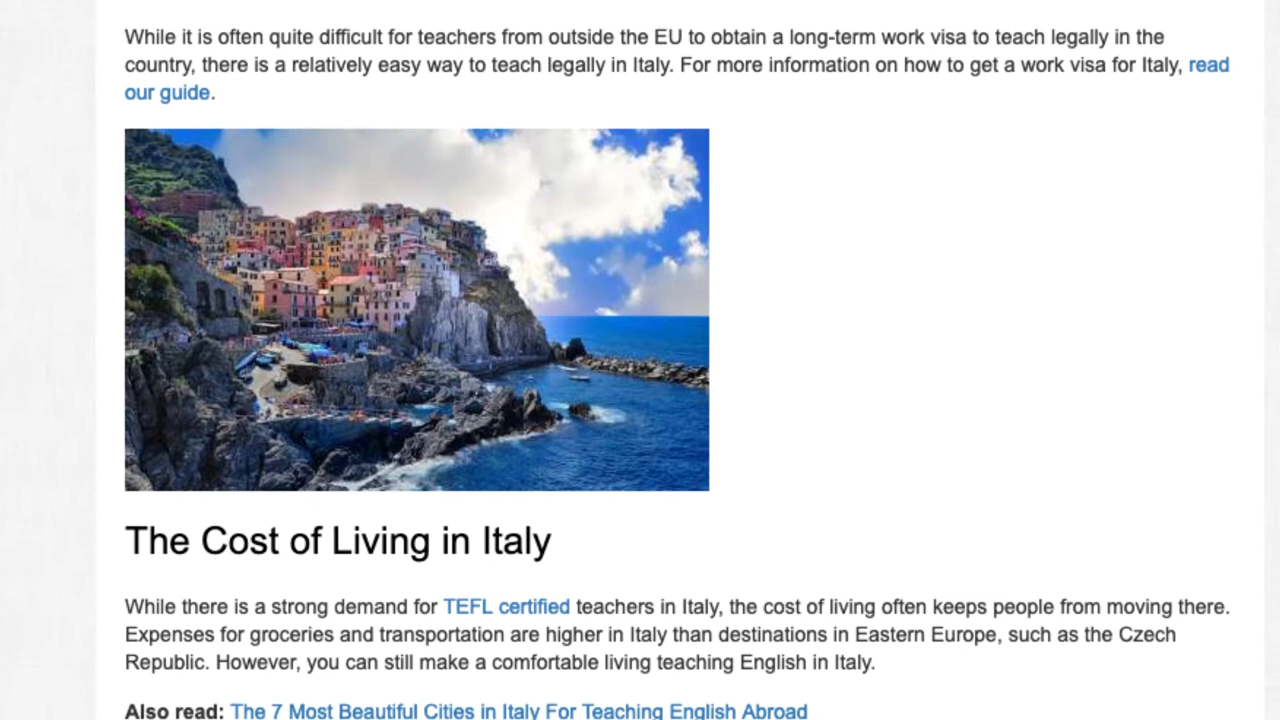 While it is often quite difficult for teachers from outside the EU to obtain a long-term work visa to teach legally in the
country, there is a relatively easy way to teach legally in Italy. For more information on how to get a work visa for Italy, read
our guide.
The Cost of Living in Italy
While there is a strong demand for TEFL certified teachers in Italy, the cost of living often keeps people from moving there.
Expenses for groceries and transportation are higher in Italy than destinations in Eastern Europe, such as the Czech
Republic. However, you can still make a comfortable living teaching English in Italy.
Also read: The 7 Most Beautiful Cities in Italy For Teaching English Abroad